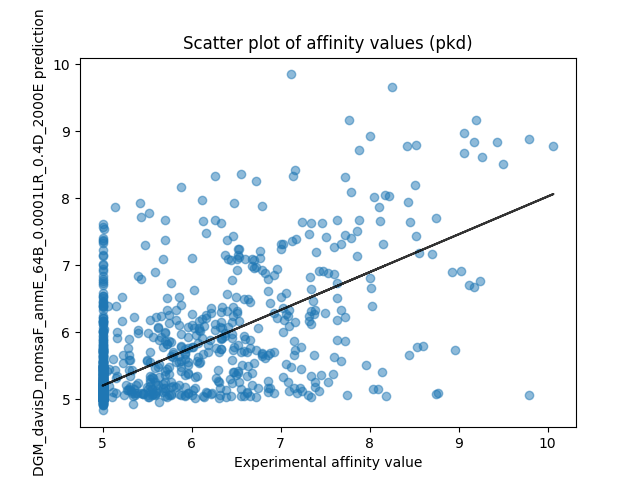 Scatter plot of affinity values (pkd)
DGM_davisD_nomsaF_anmE_64B_0.0001LR_0.4D_2000E prediction
10
9
8
7
6
5
5 6 7 8 9 10
Experimental affinity value